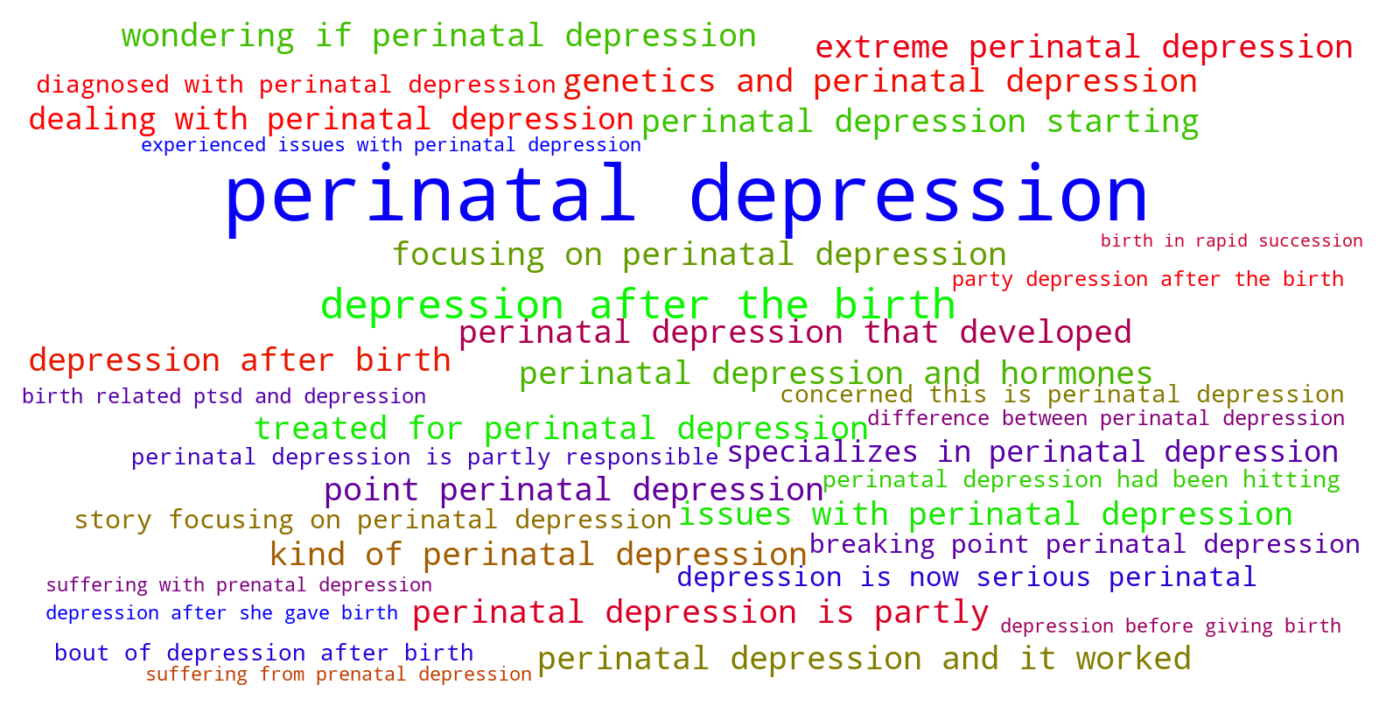 wondering if perinatal depression
extreme perinatal depression
diagnosed with perinatal depression
genetics and perinatal depression
dealing with perinatal depression
perinatal depression starting
experienced issues with perinatal depression
perinatal depression
birth in rapid succession
focusing on perinatal depression
party depression after the birth
depression after the birth
perinatal depression that developed
depression after birth
perinatal depression and hormones
birth related ptsd and depression
concerned this is perinatal depression
difference between perinatal depression
treated for perinatal depression
specializes in perinatal depression
perinatal depression is partly responsible
perinatal depression had been hitting
point perinatal depression
issues with perinatal depression
story focusing on perinatal depression
breaking point perinatal depression
kind of perinatal depression
depression is now serious perinatal
suffering with prenatal depression
depression after she gave birth
perinatal depression is partly
depression before giving birth
bout of depression after birth
perinatal depression and it worked
suffering from prenatal depression